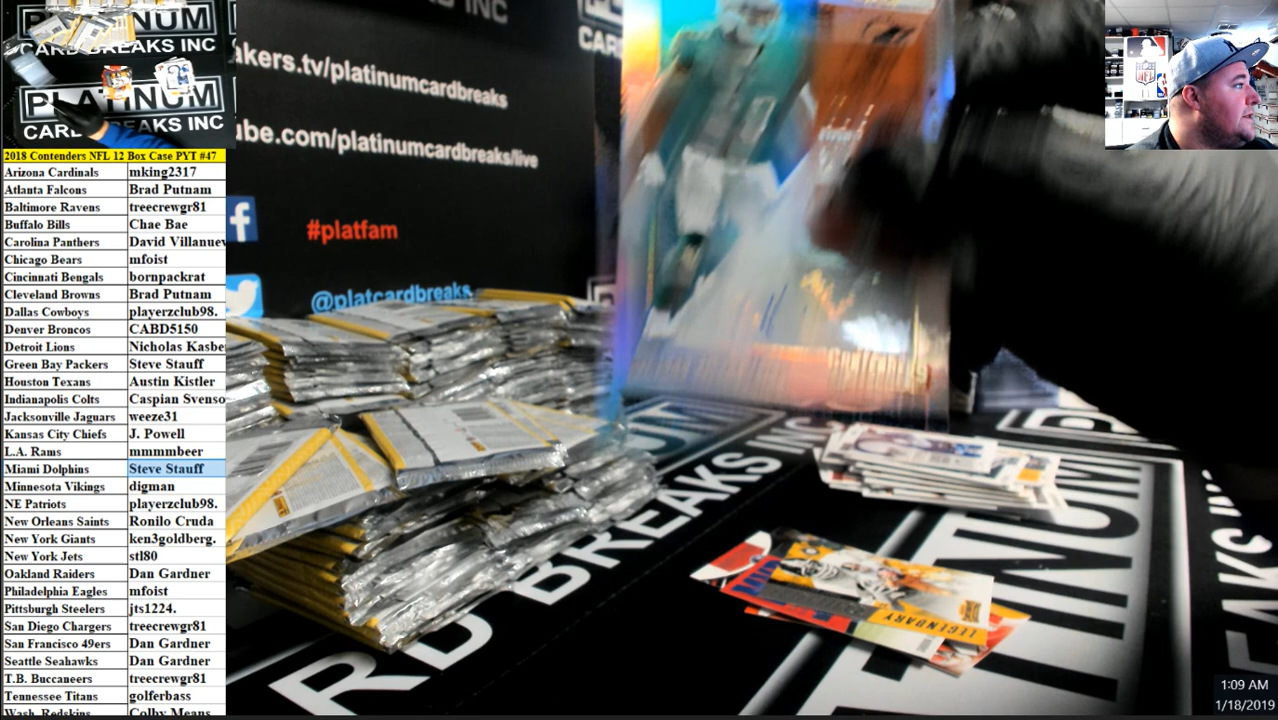 CARD BREAKS INC
PLATINUM
CARD BREAKS INC
2018 Contenders NFL 12 Box Case PYT #47
Arizona Cardinals mking2317
Atlanta Falcons Brad Putnam
Baltimore Ravens treecrewgr81
Buffalo Bills Chae Bae
Carolina Panthers David Villanuev
Chicago Bears mfoist
Cincinnati Bengals bornpackrat
Cleveland Browns Brad Putnam
Dallas Cowboys playerzclub98.
Denver Broncos CABD5150
Detroit Lions Nicholas Kasbe
Green Bay Packers Steve Stauff
Houston Texans Austin Kistler
Indianapolis Colts Caspian Svenso
Jacksonville Jaguars weeze31
Kansas City Chiefs J. Powell
L.A. Rams mmmmbeer
Miami Dolphins Steve Stauff
Minnesota Vikings digman
NE Patriots playerzclub98.
New Orleans Saints Ronilo Cruda
New York Giants ken3goldberg.
New York Jets stl80
Oakland Raiders Dan Gardner
Philadelphia Eagles mfoist
Pittsburgh Steelers jts1224.
San Diego Chargers treecrewgr81
San Francisco 49ers Dan Gardner
Seattle Seahawks Dan Gardner
T.B. Buccaneers treecrewgr81
Tennessee Titans golferbass
Wash. Redskins Colby Means
INC
CAR
akers.tv/platinumcardbreaks
ube.com/platinumcardbreaks/live
f
#platfam
@platcardbreaks
NFL
RD BREAKS INC
LEGENDARY
1:09 AM
1/18/2019